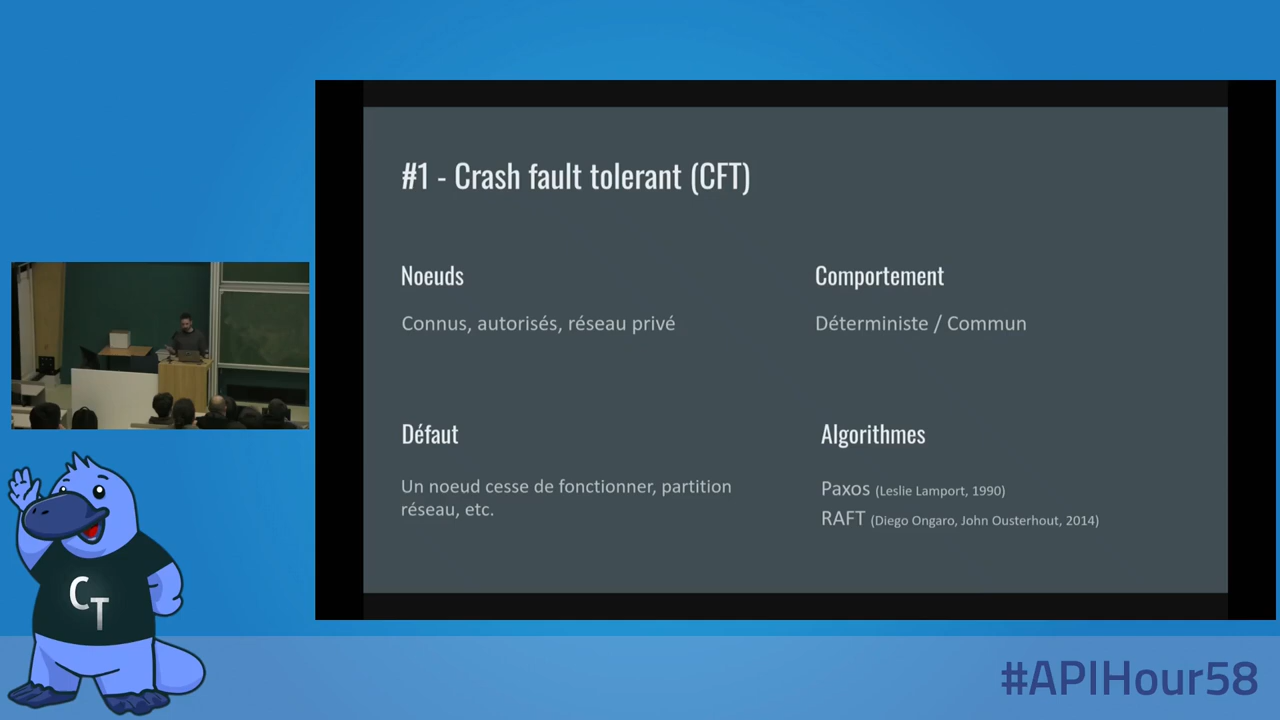 #1 - Crash fault tolerant (CFT)
Noeuds
Connus, autorisés, réseau privé
Comportement
Déterministe / Commun
Défaut
Un noeud cesse de fonctionner, partition
réseau, etc.
Algorithmes
Paxos (Leslie Lamport, 1990)
RAFT (Diego Ongaro, John Ousterhout, 2014)
CT
#APIHour58